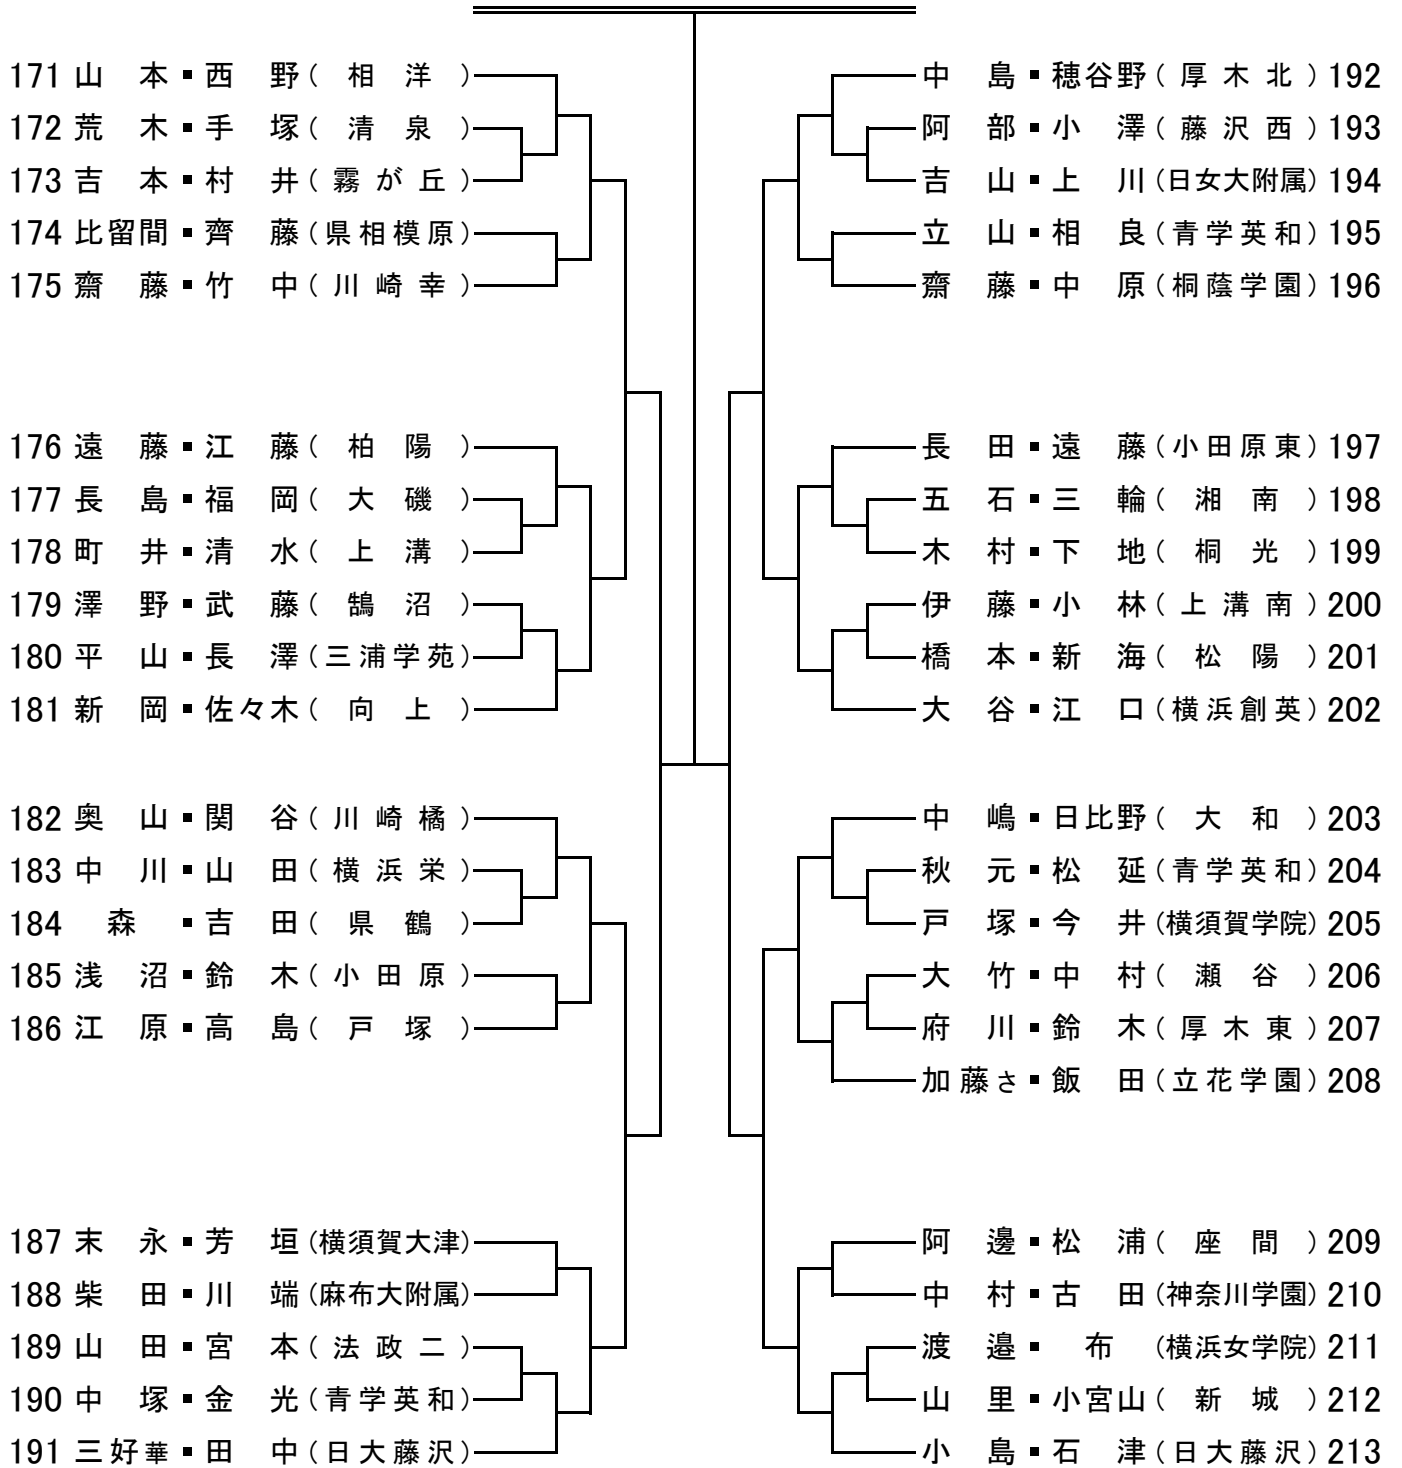 171 山本・西野(相洋)
172 荒木・手塚(清泉)
173 吉本・村井(霧が丘)
174 比留間・齊藤(県相模原)
175 齋藤・竹中(川崎幸)
176 遠藤・江藤(柏陽)
177 長島・福岡(大磯)
178 町井・清水(上溝)
179 澤野・武藤(鵠沼)
180 平山・長澤(三浦学苑)
181 新岡・佐々木(向上)
182 奥山・関谷(川崎橘)
183 中川・山田(横浜栄)
184 森・吉田(県鶴)
185 浅沼・鈴木(小田原)
186 江原・高島(戸塚)
187 末永・芳垣(横須賀大津)
188 柴田・川端(麻布大附属)
189 山田・宮本(法政二)
190 中塚・金光(青学英和)
191 三好華・田中(日大藤沢)
中島・穂谷野(厚木北)192
阿部・小澤(藤沢西)193
吉山・上川(日女大附属)194
立山・相良(青学英和)195
齋藤・中原(桐蔭学園)196
長田・遠藤(小田原東)197
五石・三輪(湘南)198
木村・下地(桐光)199
伊藤・小林(上溝南)200
橋本・新海(松陽)201
大谷・江口(横浜創英)202
中嶋・日比野(大和)203
秋元・松延(青学英和)204
戸塚・今井(横須賀学院)205
大竹・中村(瀬谷)206
府川・鈴木(厚木東)207
加藤さ・飯田(立花学園)208
阿邊・松浦(座間)209
中村・古田(神奈川学園)210
渡邉・布(横浜女学院)211
山里・小宮山(新城)212
小島・石津(日大藤沢)213